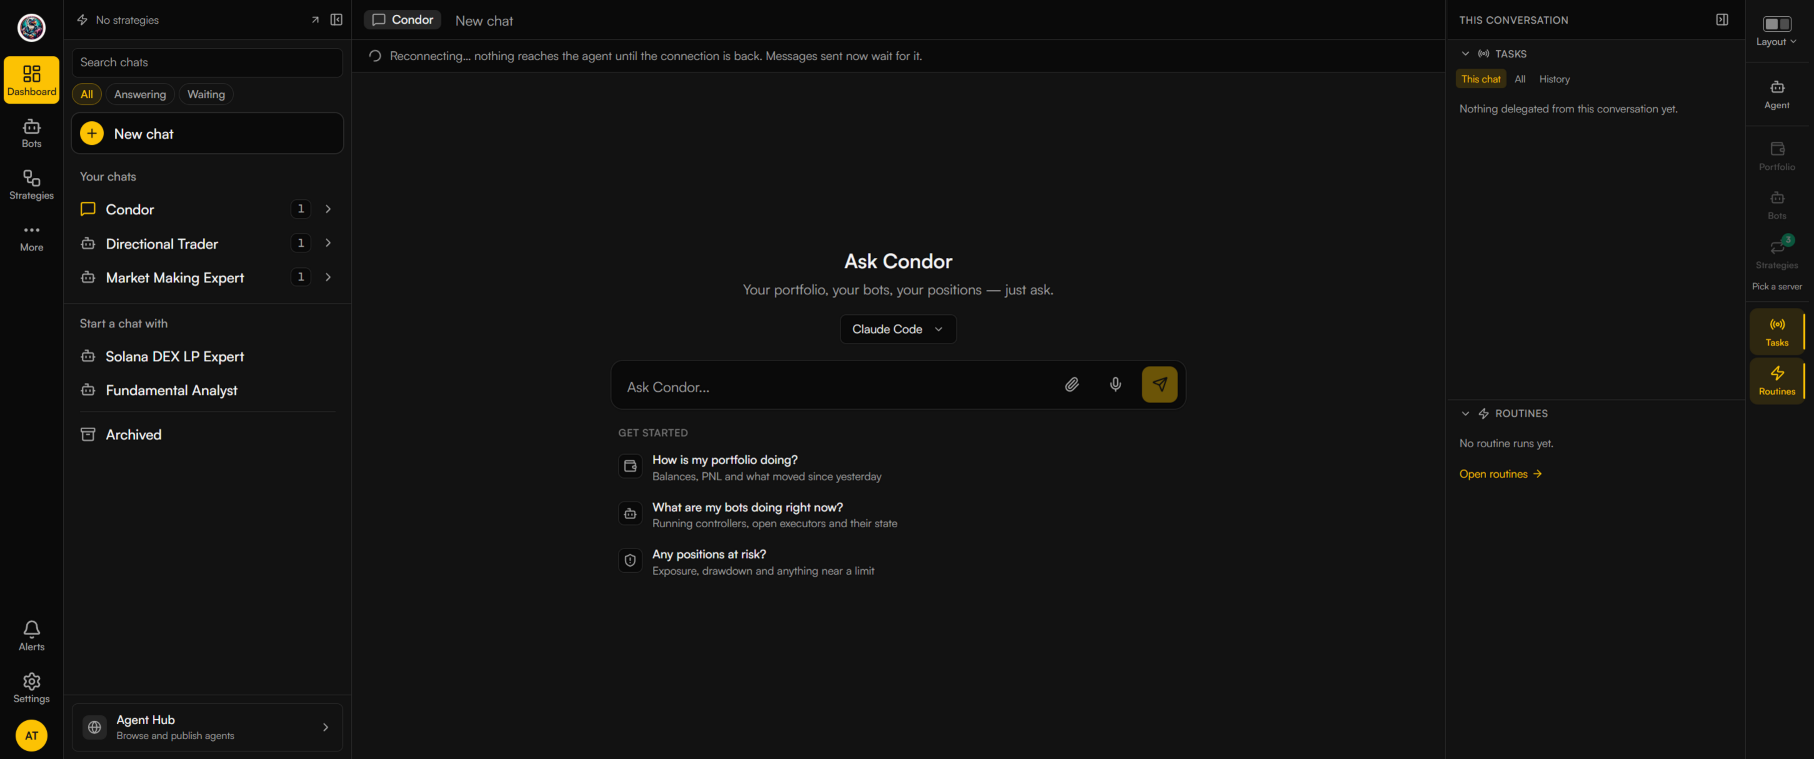 No strategies
Dashboard
Bots
Strategies
More
Alerts
Settings
AT
Search chats
All
Answering
Waiting
New chat
Your chats
Condor 1
Directional Trader 1
Market Making Expert 1
Start a chat with
Solana DEX LP Expert
Fundamental Analyst
Archived
Agent Hub
Browse and publish agents
Condor
New chat
Reconnecting... nothing reaches the agent until the connection is back. Messages sent now wait for it.
Ask Condor
Your portfolio, your bots, your positions — just ask.
Claude Code
Ask Condor...
GET STARTED
How is my portfolio doing?
Balances, PNL and what moved since yesterday
What are my bots doing right now?
Running controllers, open executors and their state
Any positions at risk?
Exposure, drawdown and anything near a limit
THIS CONVERSATION
TASKS
This chat All History
Nothing delegated from this conversation yet.
ROUTINES
No routine runs yet.
Open routines →
Layout
Agent
Portfolio
Bots
3
Strategies
Pick a server
Tasks
Routines